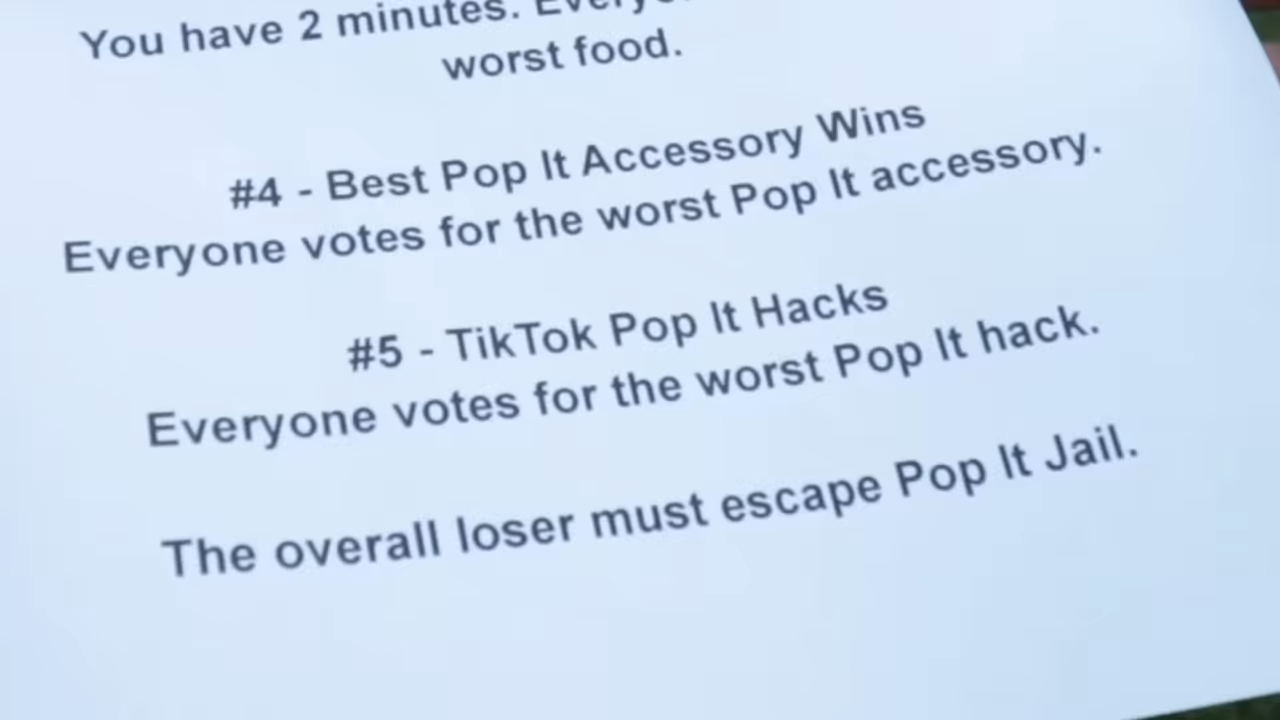 You have 2 minutes.
worst food.
#4 - Best Pop It Accessory Wins
Everyone votes for the worst Pop It accessory.
#5 - TikTok Pop It Hacks
Everyone votes for the worst Pop It hack.
The overall loser must escape Pop It Jail.